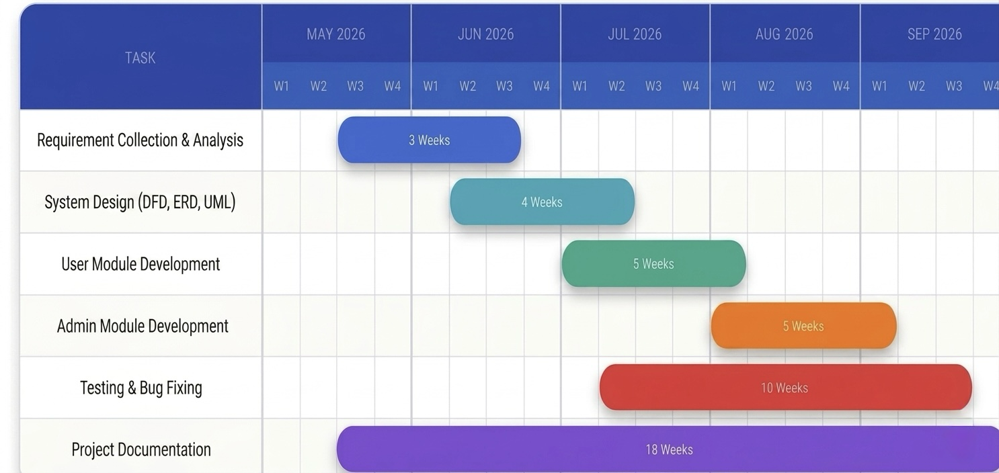 TASK
MAY 2026 JUN 2026 JUL 2026 AUG 2026 SEP 2026
W1 W2 W3 W4 W1 W2 W3 W4 W1 W2 W3 W4 W1 W2 W3 W4 W1 W2 W3 W4
Requirement Collection & Analysis 3 Weeks
System Design (DFD, ERD, UML) 4 Weeks
User Module Development 5 Weeks
Admin Module Development 5 Weeks
Testing & Bug Fixing 10 Weeks
Project Documentation 18 Weeks